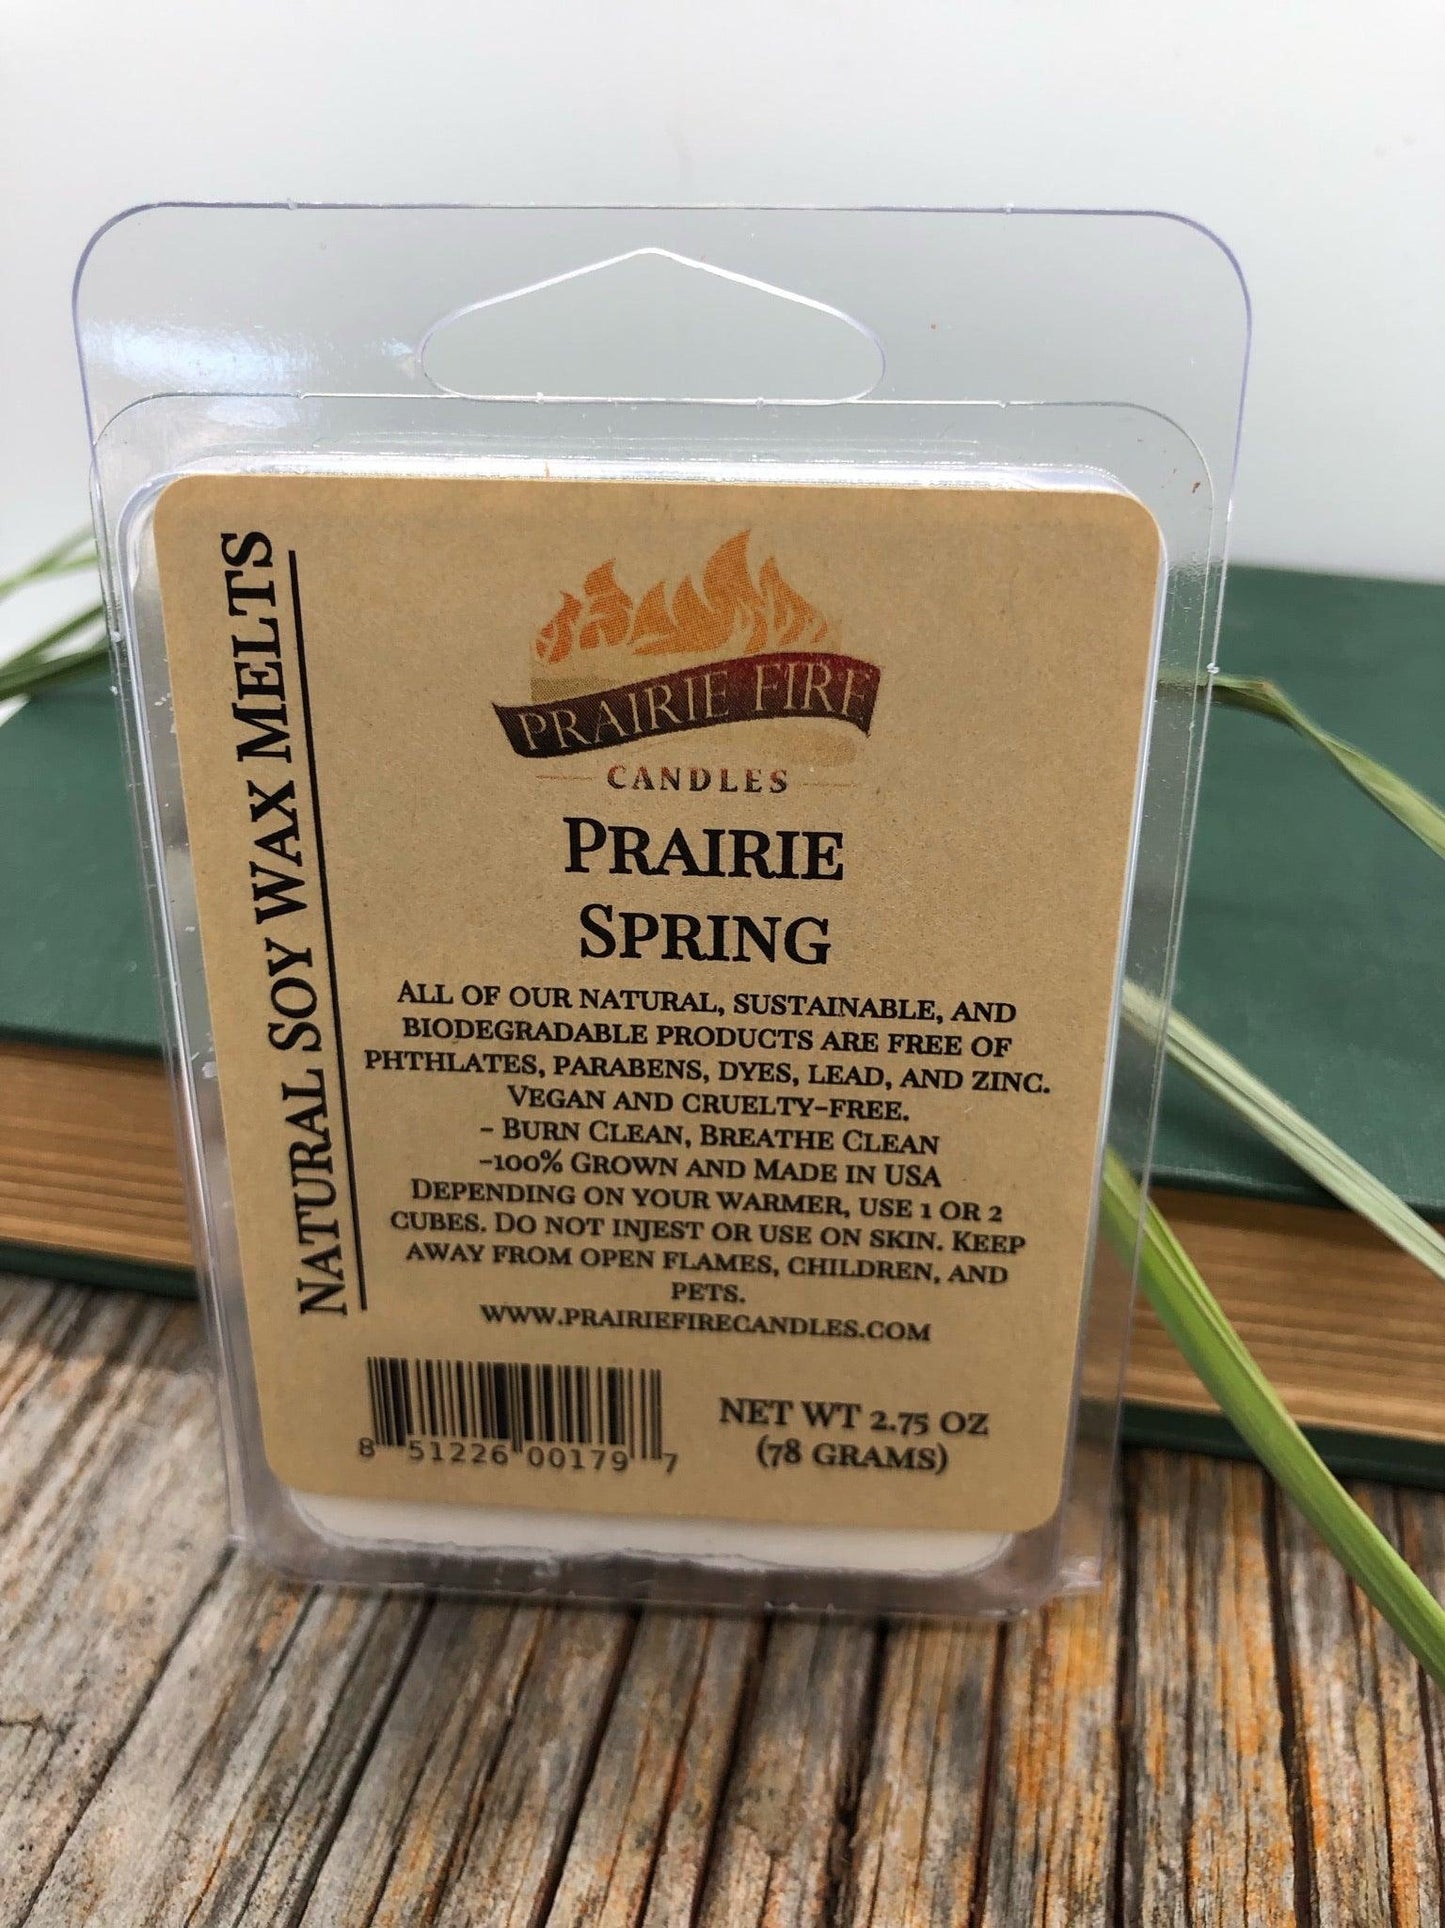 NATURAL SOY WAX MELTS
PRAIRIE FIRE
CANDLES
PRAIRIE
SPRING
ALL OF OUR NATURAL, SUSTAINABLE, AND
BIODEGRADABLE PRODUCTS ARE FREE OF
PHTHLATES, PARABENS, DYES, LEAD, AND ZINC.
VEGAN AND CRUELTY-FREE.
- BURN CLEAN, BREATHE CLEAN
-100% GROWN AND MADE IN USA
DEPENDING ON YOUR WARMER, USE 1 OR 2
CUBES. DO NOT INJEST OR USE ON SKIN. KEEP
AWAY FROM OPEN FLAMES, CHILDREN, AND
PETS.
WWW.PRAIRIEFIRECANDLES.COM
8 51226 00179 7
NET WT 2.75 OZ
(78 GRAMS)